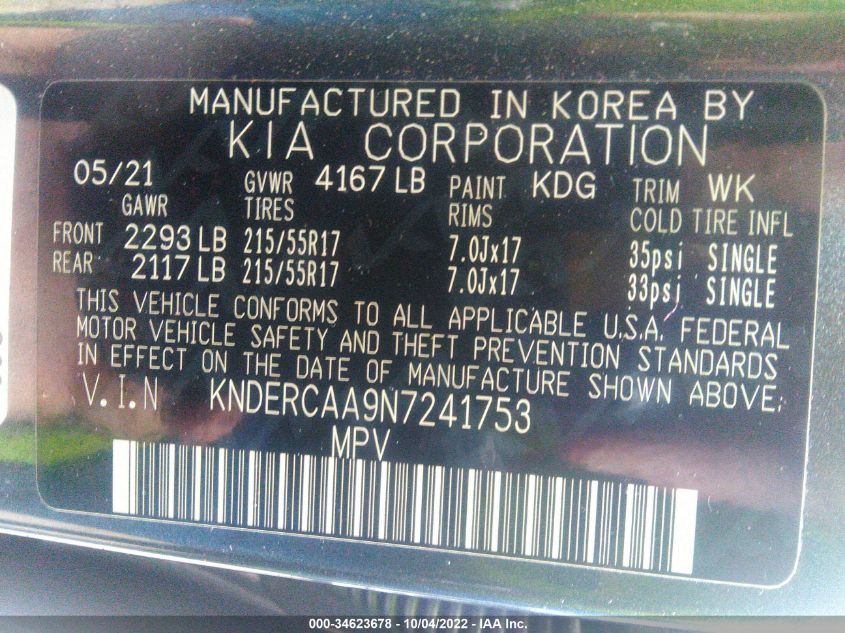 MANUFACTURED IN KOREA BY
KIA CORPORATION
05/21 GVWR 4167 LB PAINT KDG TRIM WK
GAWR TIRES RIMS COLD TIRE INFL
FRONT 2293 LB 215/55R17 7.0Jx17 35psi SINGLE
REAR 2117 LB 215/55R17 7.0Jx17 33psi SINGLE
THIS VEHICLE CONFORMS TO ALL APPLICABLE U.S.A. FEDERAL
MOTOR VEHICLE SAFETY AND THEFT PREVENTION STANDARDS
IN EFFECT ON THE DATE OF MANUFACTURE SHOWN ABOVE.
V.I.N KNDERCAA9N7241753
MPV
000-34623678 - 10/04/2022 - IAA Inc.